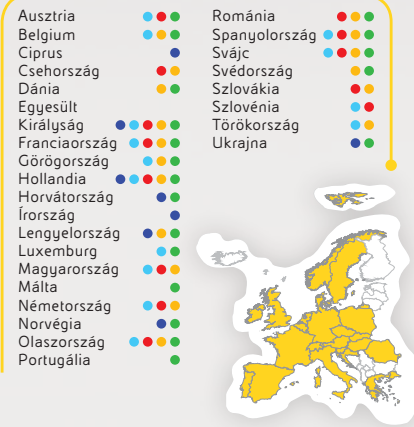 Ausztria
Belgium
Ciprus
Csehország
Dánia
Egyesült
Királyság
Franciaország
Görögország
Hollandia
Horvátország
Írország
Lengyelország
Luxemburg
Magyarország
Málta
Németország
Norvégia
Olaszország
Portugália
Románia
Spanyolország
Svájc
Svédország
Szlovákia
Szlovénia
Törökország
Ukrajna